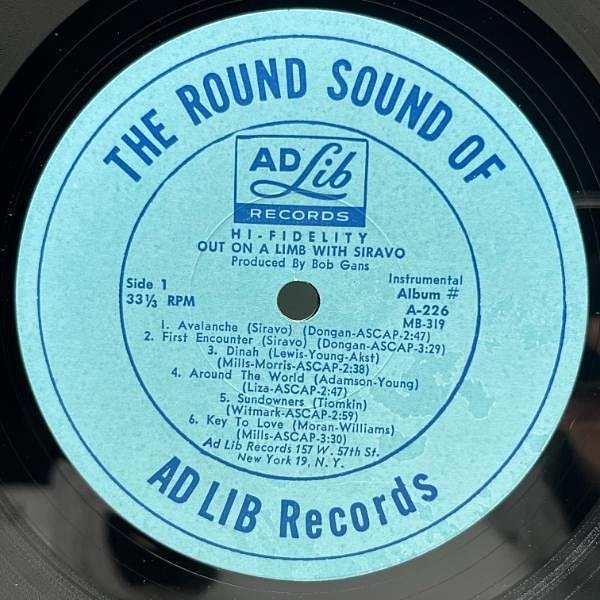 THE ROUND SOUND OF
AD Lib
RECORDS
HI-FIDELITY
OUT ON A LIMB WITH SIRAVO
Produced By Bob Gans
Side 1
33⅓ RPM
Instrumental
Album #
A-226
MB-319
1. Avalanche (Siravo) (Dongan-ASCAP-2:47)
2. First Encounter (Siravo) (Dongan-ASCAP-3:29)
3. Dinah (Lewis-Young-Akst)
(Mills-Morris-ASCAP-2:38)
4. Around The World (Adamson-Young)
(Liza-ASCAP-2:47)
5. Sundowners (Tiomkin)
(Witmark-ASCAP-2:59)
6. Key To Love (Moran-Williams)
(Mills-ASCAP-3:30)
Ad Lib Records 157 W. 57th St.
New York 19, N. Y.
AD LIB Records